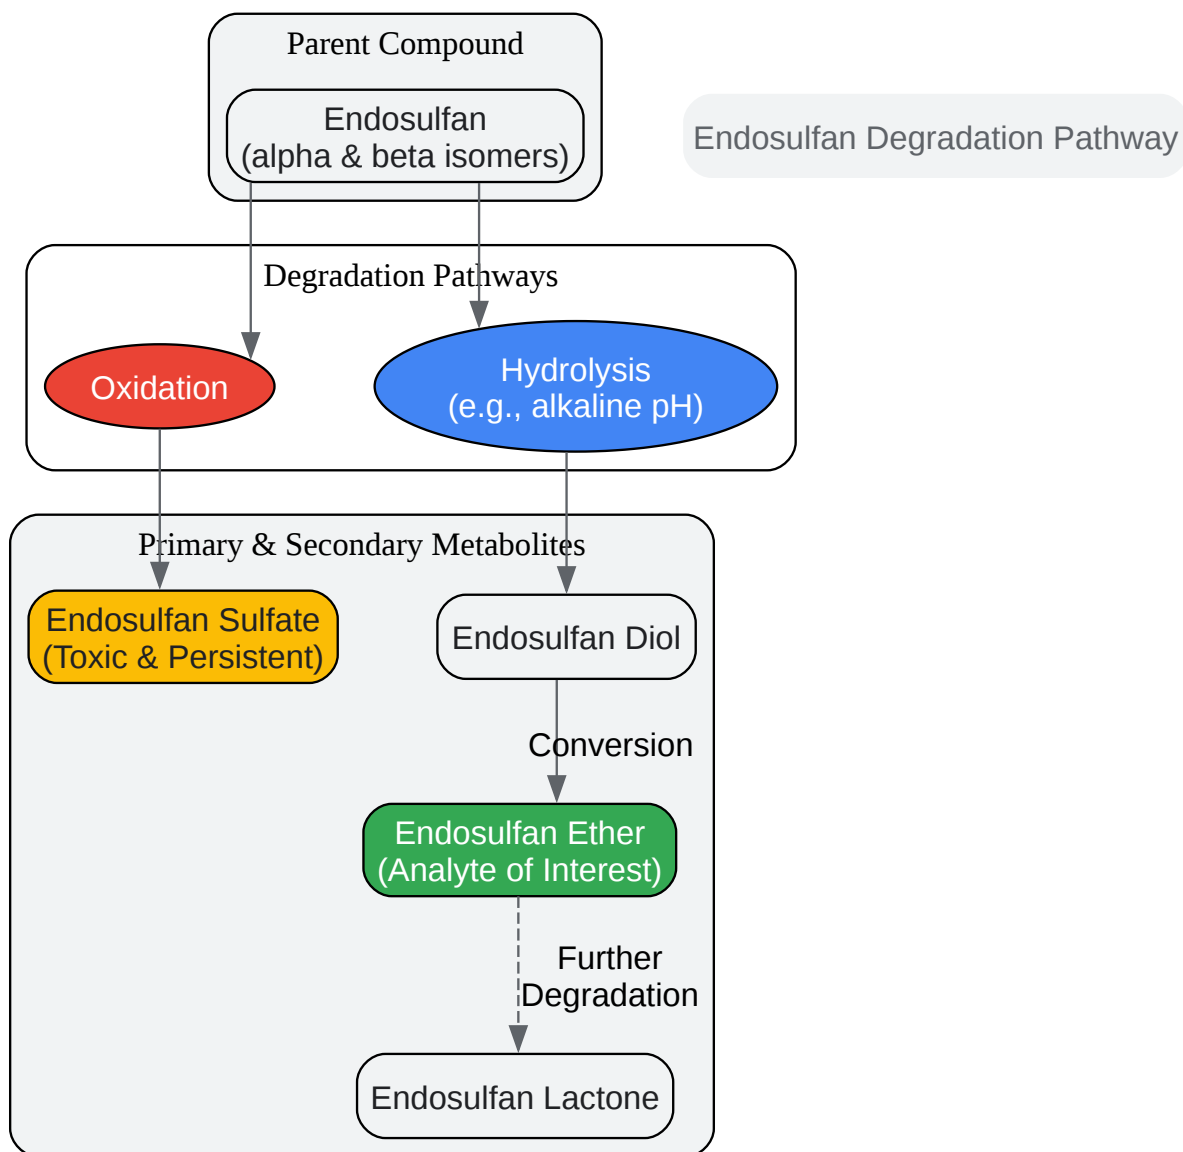 Parent Compound
Endosulfan
(alpha & beta isomers)
Endosulfan Degradation Pathway
Degradation Pathways
Oxidation
Hydrolysis
(e.g., alkaline pH)
Primary & Secondary Metabolites
Endosulfan Sulfate
(Toxic & Persistent)
Endosulfan Diol
Conversion
Endosulfan Ether
(Analyte of Interest)
Further
Degradation
Endosulfan Lactone